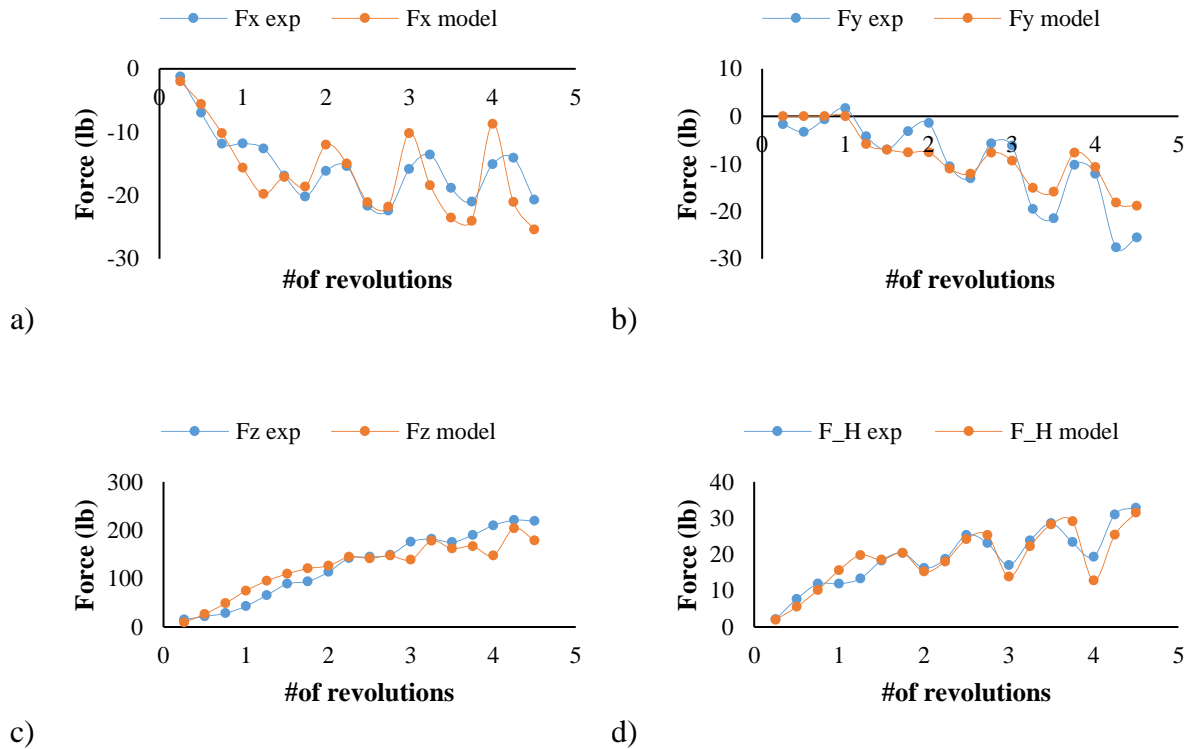 Fx exp Fx model
0
-10
-20
-30
0 1 2 3 4 5
Force (lb)
#of revolutions
a)
Fy exp Fy model
10
0
-10
-20
-30
0 1 2 3 4 5
Force (lb)
#of revolutions
b)
Fz exp Fz model
300
200
100
0
0 1 2 3 4 5
Force (lb)
#of revolutions
c)
F_H exp F_H model
40
30
20
10
0
0 1 2 3 4 5
Force (lb)
#of revolutions
d)